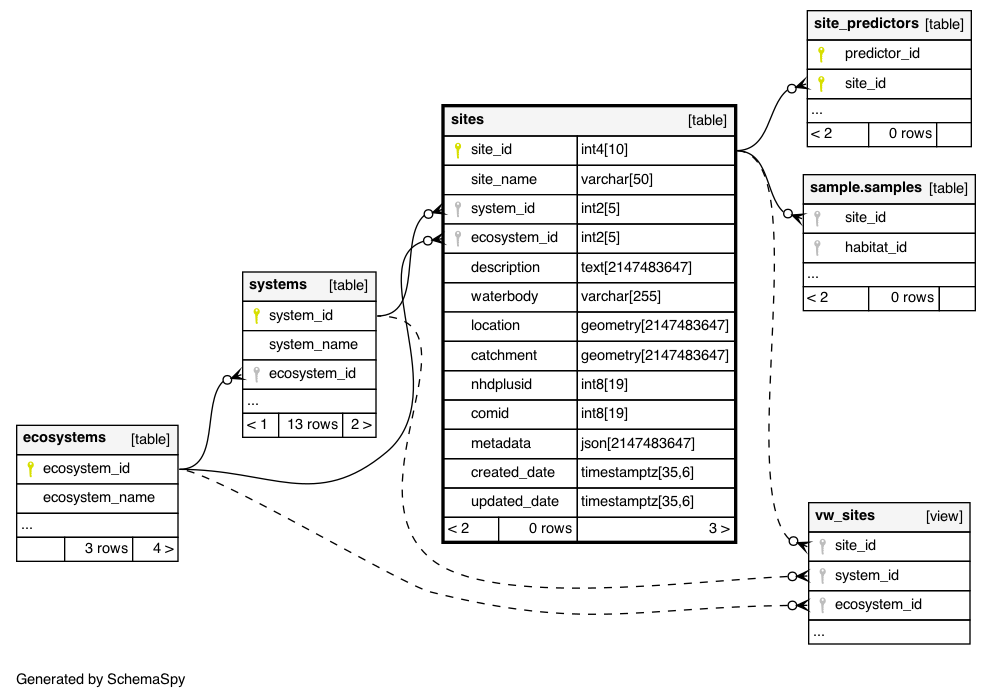 site_predictors [table]
predictor_id
site_id
...
< 2 0 rows
sites [table]
site_id int4[10]
site_name varchar[50]
system_id int2[5]
ecosystem_id int2[5]
description text[2147483647]
waterbody varchar[255]
location geometry[2147483647]
catchment geometry[2147483647]
nhdplusid int8[19]
comid int8[19]
metadata json[2147483647]
created_date timestamptz[35,6]
updated_date timestamptz[35,6]
< 2 0 rows 3 >
sample.samples [table]
site_id
habitat_id
...
< 2 0 rows
systems [table]
system_id
system_name
ecosystem_id
...
< 1 13 rows 2 >
ecosystems [table]
ecosystem_id
ecosystem_name
...
3 rows 4 >
vw_sites [view]
site_id
system_id
ecosystem_id
...
Generated by SchemaSpy